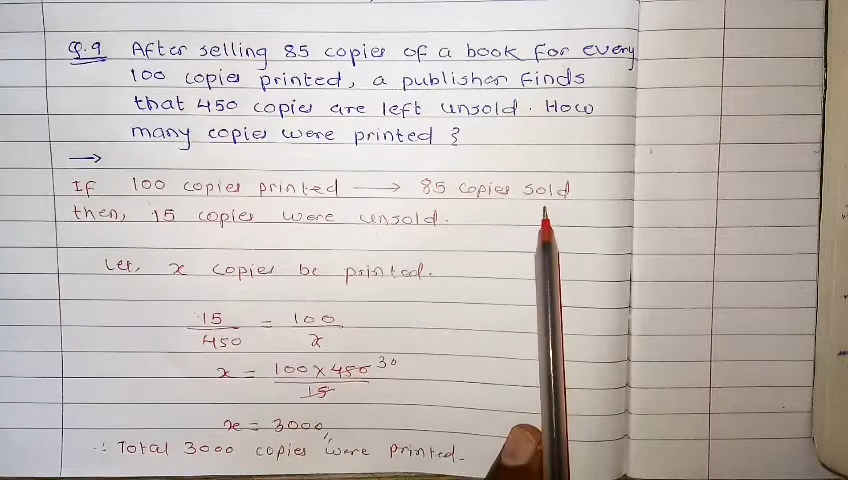 Q.9 After selling 85 copies of a book for every
100 copies printed, a publisher finds
that 450 copies are left unsold. How
many copies were printed ?
→
If 100 copies printed → 85 copies sold
then, 15 copies were unsold.
Let, x copies be printed.
15/450 = 100/x
x = 100 × 450/15 30
x = 3000,,
∴ Total 3000 copies were printed.